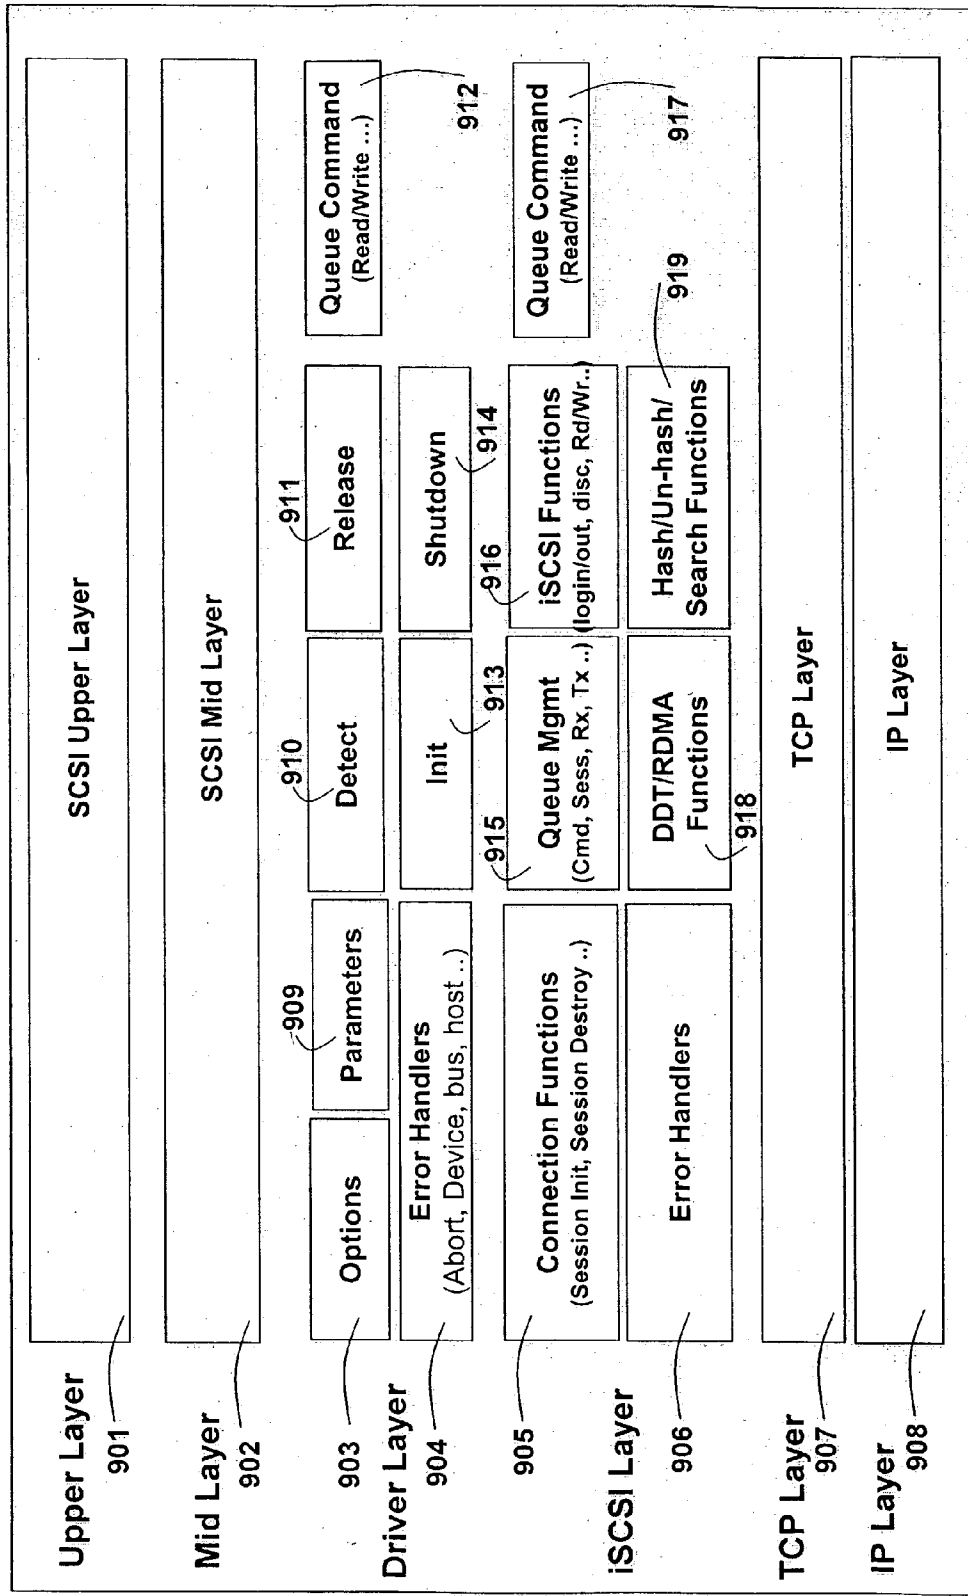 Upper Layer
901
SCSI Upper Layer
Mid Layer
902
SCSI Mid Layer
Driver Layer
903
Options
909
Parameters
910
Detect
911
Release
Queue Command
(Read/Write ...)
912
904
Error Handlers
(Abort, Device, bus, host ..)
Init
913
Shutdown
914
iSCSI Layer
905
Connection Functions
(Session Init, Session Destroy ..)
915
Queue Mgmt
(Cmd, Sess, Rx, Tx ..)
916
iSCSI Functions
(login/out, disc, Rd/Wr..)
Queue Command
(Read/Write ...)
917
906
Error Handlers
DDT/RDMA
Functions
918
Hash/Un-hash/
Search Functions
919
TCP Layer
907
TCP Layer
IP Layer
908
IP Layer